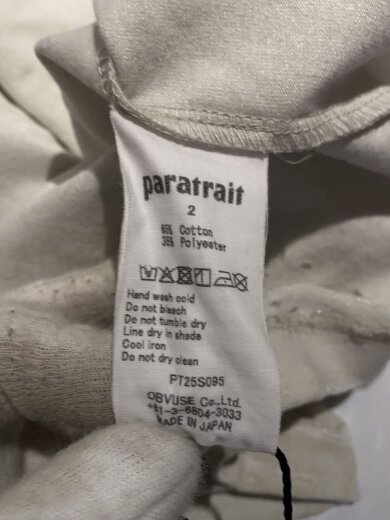 paratrait
2
65% Cotton
35% Polyester
Hand wash cold
Do not bleach
Do not tumble dry
Line dry in shade
Cool iron
Do not dry clean
PT25S095
OBVUSE Co.,Ltd.
+81-3-6804-3033
MADE IN JAPAN